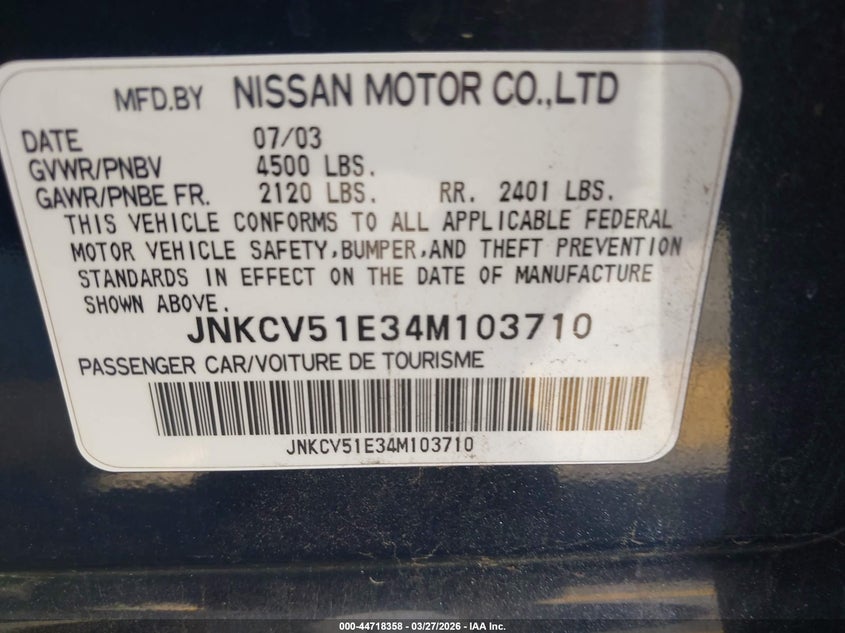 MFD.BY NISSAN MOTOR CO.,LTD
DATE 07/03
GVWR/PNBV 4500 LBS.
GAWR/PNBE FR. 2120 LBS. RR. 2401 LBS.
THIS VEHICLE CONFORMS TO ALL APPLICABLE FEDERAL
MOTOR VEHICLE SAFETY,BUMPER,AND THEFT PREVENTION
STANDARDS IN EFFECT ON THE DATE OF MANUFACTURE
SHOWN ABOVE.
JNKCV51E34M103710
PASSENGER CAR/VOITURE DE TOURISME
JNKCV51E34M103710
000-44718358 — 03/27/2026 — IAA Inc.